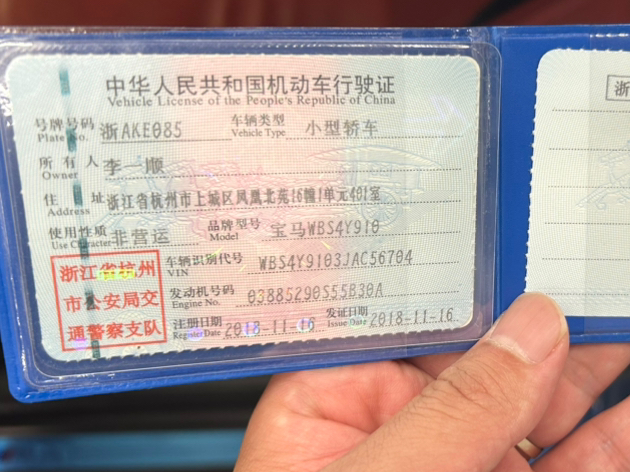 中华人民共和国机动车行驶证
Vehicle License of the People's Republic of China
号牌号码 浙AKE085 车辆类型 小型轿车
Plate No. Vehicle Type
所有人 李一顺
Owner
住址 浙江省杭州市上城区凤凰北苑16幢1单元401室
Address
使用性质 非营运 品牌型号 宝马WBS4Y910
Use Character Model
浙江省杭州
市公安局交
通警察支队
车辆识别代号 WBS4Y9103JAC56704
VIN
发动机号码 03885290S55B30A
Engine No.
注册日期 2018-11-16 发证日期 2018-11-16
Register Date Issue Date
浙